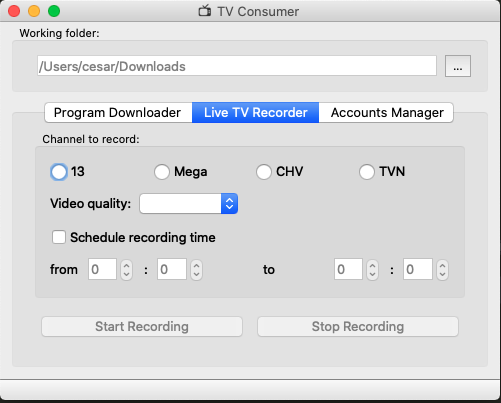 TV Consumer
Working folder:
/Users/cesar/Downloads ...
Program Downloader Live TV Recorder Accounts Manager
Channel to record:
13 Mega CHV TVN
Video quality:
Schedule recording time
from 0 : 0 to 0 : 0
Start Recording Stop Recording